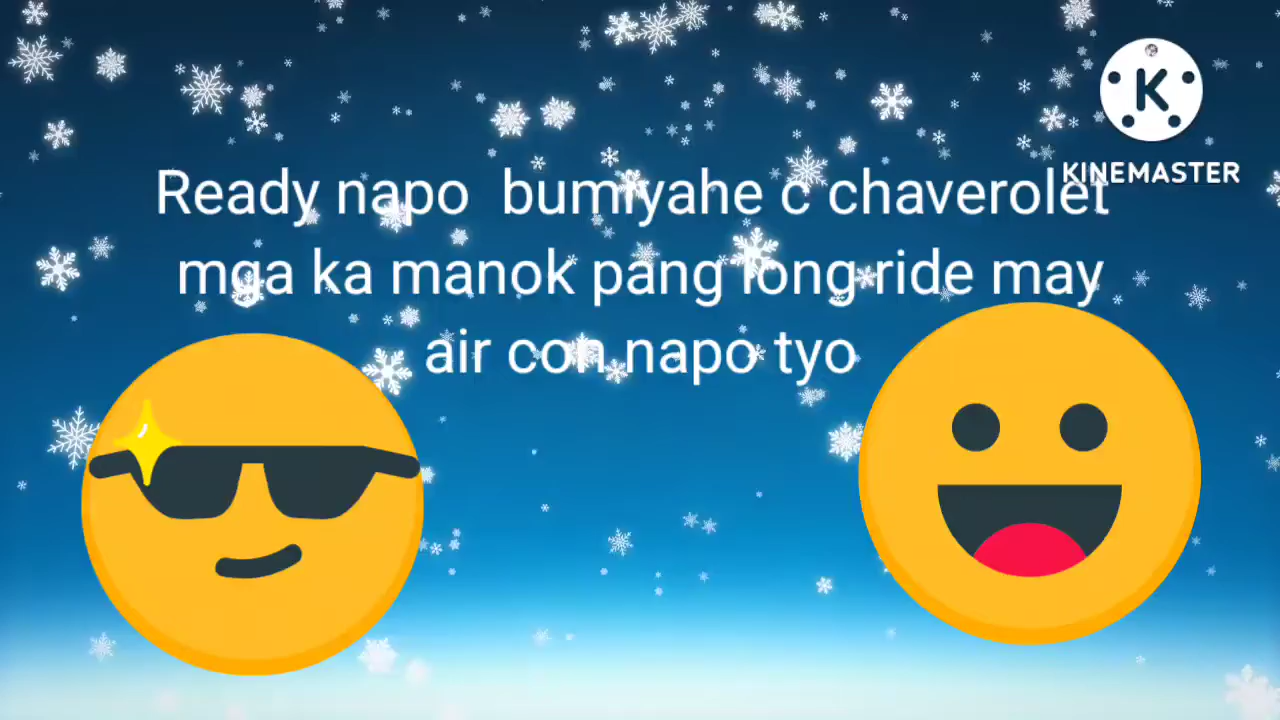 K
KINEMASTER
Ready napo bumiyahe c chaverolet
mga ka manok pang long ride may
air con napo tyo